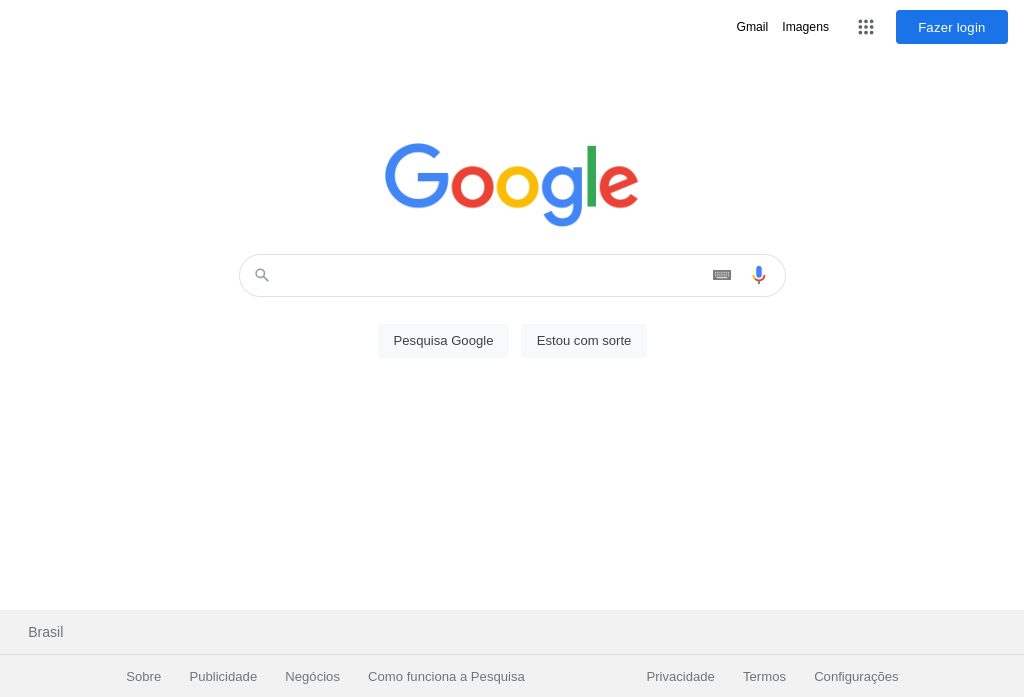 Gmail Imagens Fazer login
Google
Pesquisa Google Estou com sorte
Brasil
Sobre Publicidade Negócios Como funciona a Pesquisa Privacidade Termos Configurações